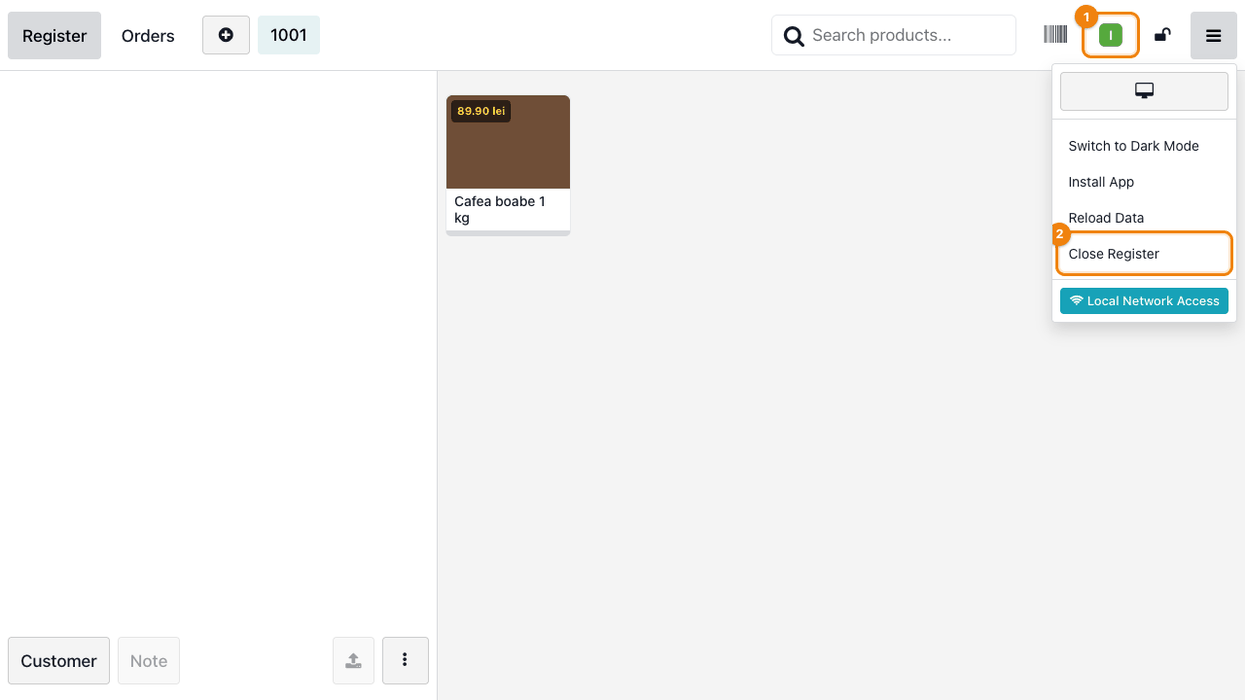 Register
Orders
1001
Search products...
1
I
Switch to Dark Mode
Install App
Reload Data
2
Close Register
Local Network Access
89.90 lei
Cafea boabe 1
kg
Customer
Note